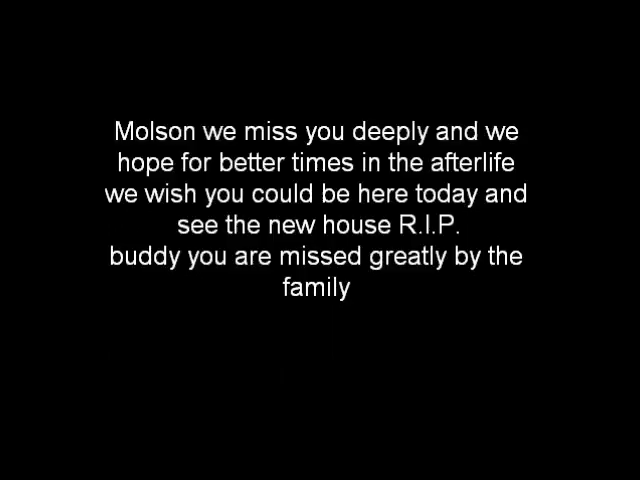 Molson we miss you deeply and we
hope for better times in the afterlife
we wish you could be here today and
see the new house R.I.P.
buddy you are missed greatly by the
family